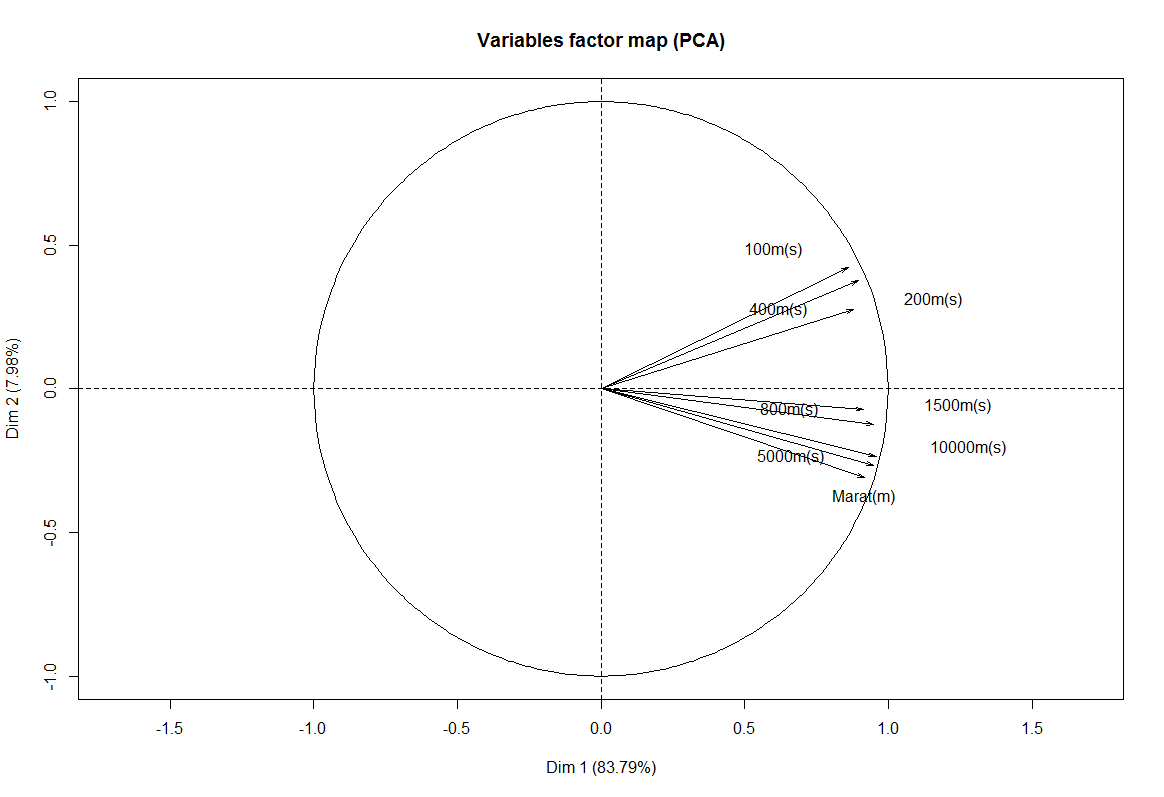 Variables factor map (PCA)
1.0
0.5
0.0
-0.5
-1.0
Dim 2 (7.98%)
100m(s)
200m(s)
400m(s)
1500m(s)
800m(s)
10000m(s)
5000m(s)
Marat(m)
-1.5
-1.0
-0.5
0.0
0.5
1.0
1.5
Dim 1 (83.79%)